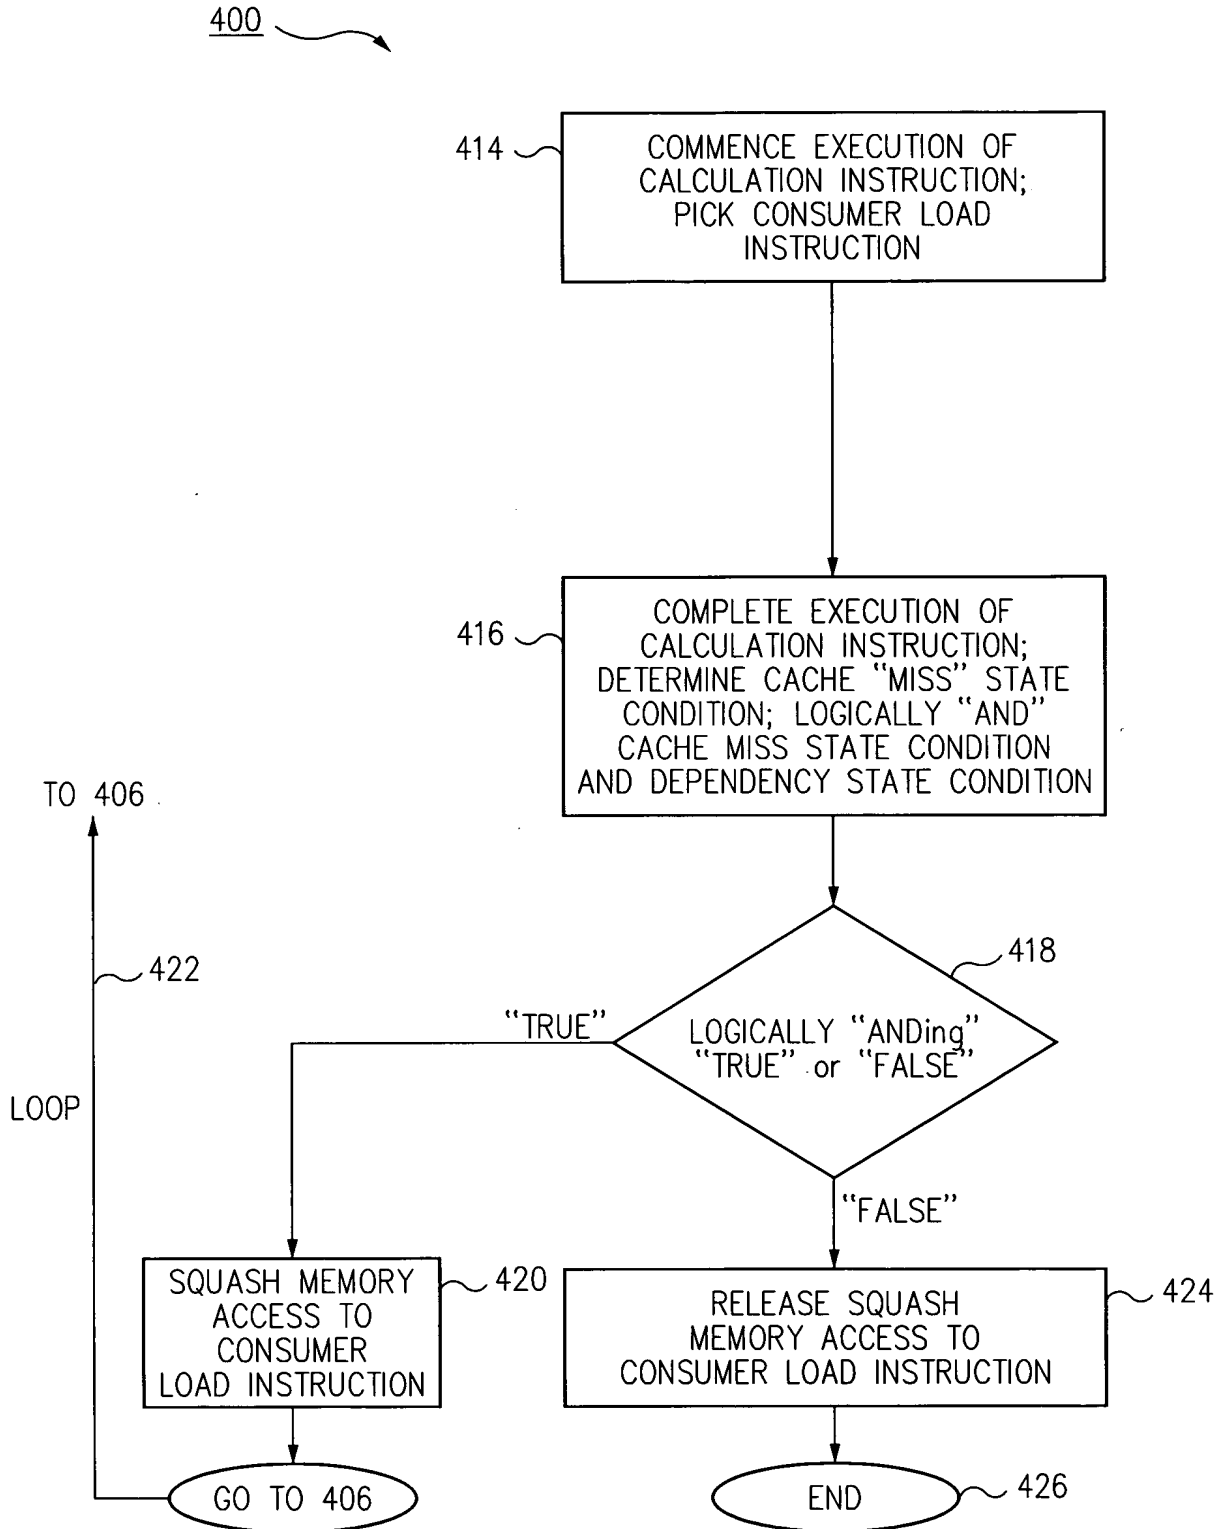 400
414
COMMENCE EXECUTION OF
CALCULATION INSTRUCTION;
PICK CONSUMER LOAD
INSTRUCTION
416
COMPLETE EXECUTION OF
CALCULATION INSTRUCTION;
DETERMINE CACHE “MISS” STATE
CONDITION; LOGICALLY “AND”
CACHE MISS STATE CONDITION
AND DEPENDENCY STATE CONDITION
TO 406
422
LOOP
418
LOGICALLY “ANDing”
“TRUE” or “FALSE”
“TRUE”
“FALSE”
SQUASH MEMORY
ACCESS TO
CONSUMER
LOAD INSTRUCTION
420
RELEASE SQUASH
MEMORY ACCESS TO
CONSUMER LOAD INSTRUCTION
424
GO TO 406
END
426